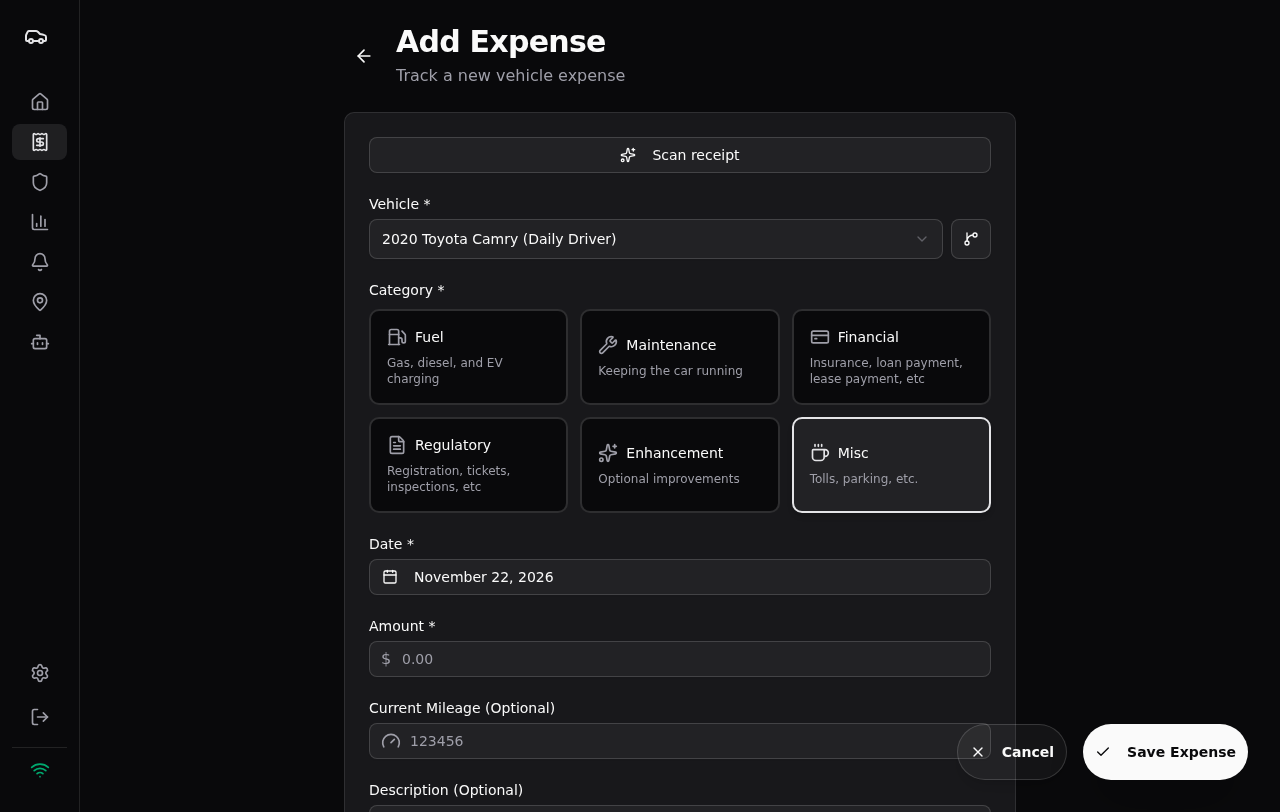 Add Expense
Track a new vehicle expense
Scan receipt
Vehicle *
2020 Toyota Camry (Daily Driver)
Category *
Fuel
Gas, diesel, and EV
charging
Maintenance
Keeping the car running
Financial
Insurance, loan payment,
lease payment, etc
Regulatory
Registration, tickets,
inspections, etc
Enhancement
Optional improvements
Misc
Tolls, parking, etc.
Date *
November 22, 2026
Amount *
$ 0.00
Current Mileage (Optional)
123456
Cancel
Save Expense
Description (Optional)